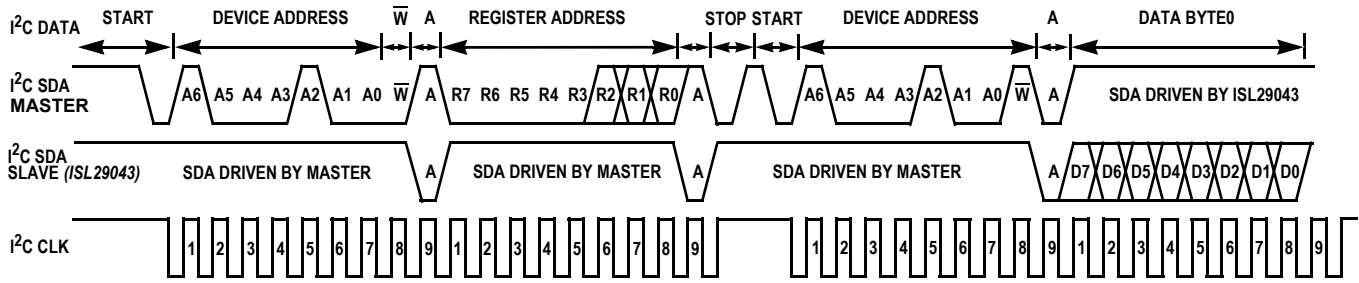 I²C DATA START DEVICE ADDRESS W̅ A REGISTER ADDRESS STOP START DEVICE ADDRESS A DATA BYTE0
I²C SDA MASTER A6 A5 A4 A3 A2 A1 A0 W̅ A R7 R6 R5 R4 R3 R2 R1 R0 A A6 A5 A4 A3 A2 A1 A0 W̅ A SDA DRIVEN BY ISL29043
I²C SDA SLAVE (ISL29043) SDA DRIVEN BY MASTER A SDA DRIVEN BY MASTER A SDA DRIVEN BY MASTER A D7 D6 D5 D4 D3 D2 D1 D0
I²C CLK 1 2 3 4 5 6 7 8 9 1 2 3 4 5 6 7 8 9 1 2 3 4 5 6 7 8 9 1 2 3 4 5 6 7 8 9